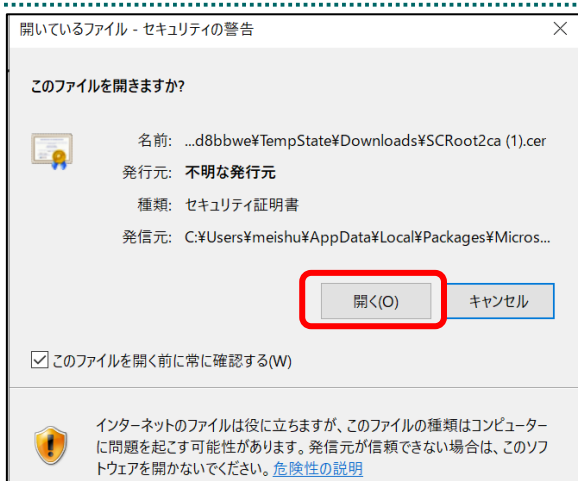 開いているファイル - セキュリティの警告
このファイルを開きますか?
名前: ...d8bbwe¥TempState¥Downloads¥SCRoot2ca (1).cer
発行元: 不明な発行元
種類: セキュリティ証明書
発信元: C:¥Users¥meishu¥AppData¥Local¥Packages¥Micros...
開く(O) キャンセル
このファイルを開く前に常に確認する(W)
インターネットのファイルは役に立ちますが、このファイルの種類はコンピューター
に問題を起こす可能性があります。発信元が信頼できない場合は、このソフ
トウェアを開かないでください。危険性の説明